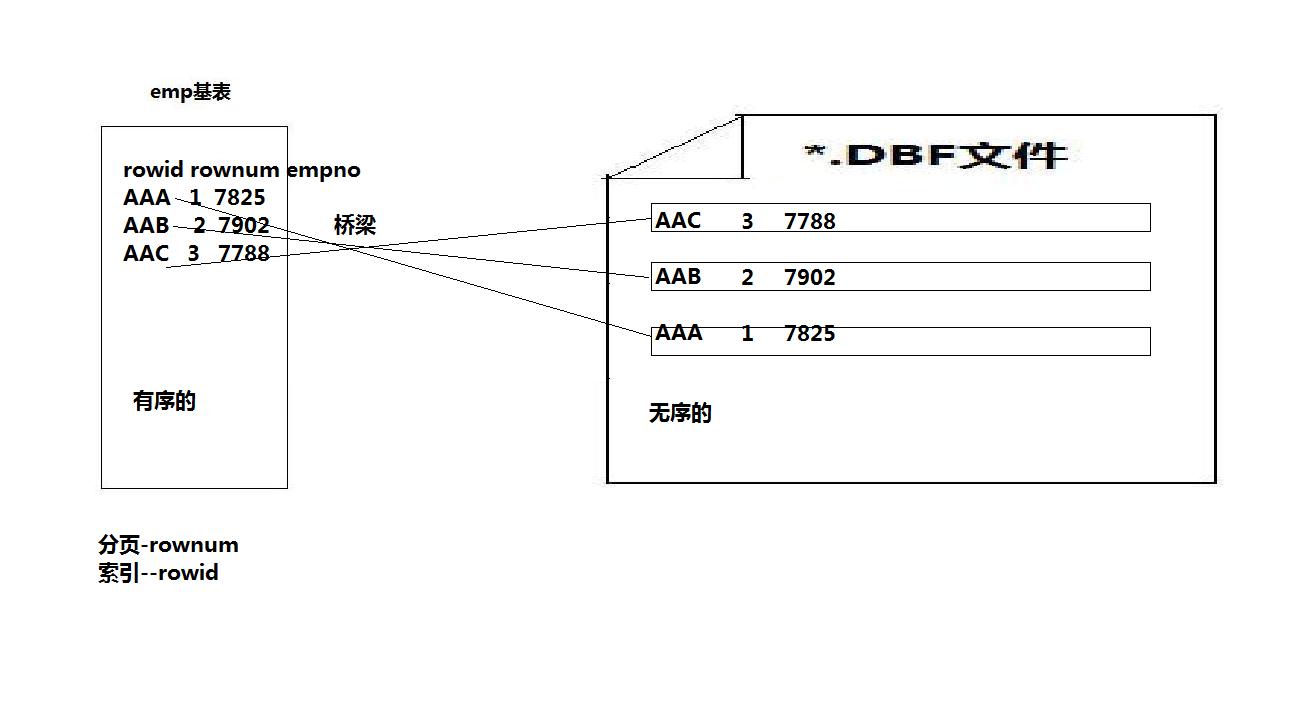 emp基表
rowid rownum empno
AAA 1 7825
AAB 2 7902
AAC 3 7788
有序的
桥梁
*.DBF文件
AAC 3 7788
AAB 2 7902
AAA 1 7825
无序的
分页-rownum
索引--rowid